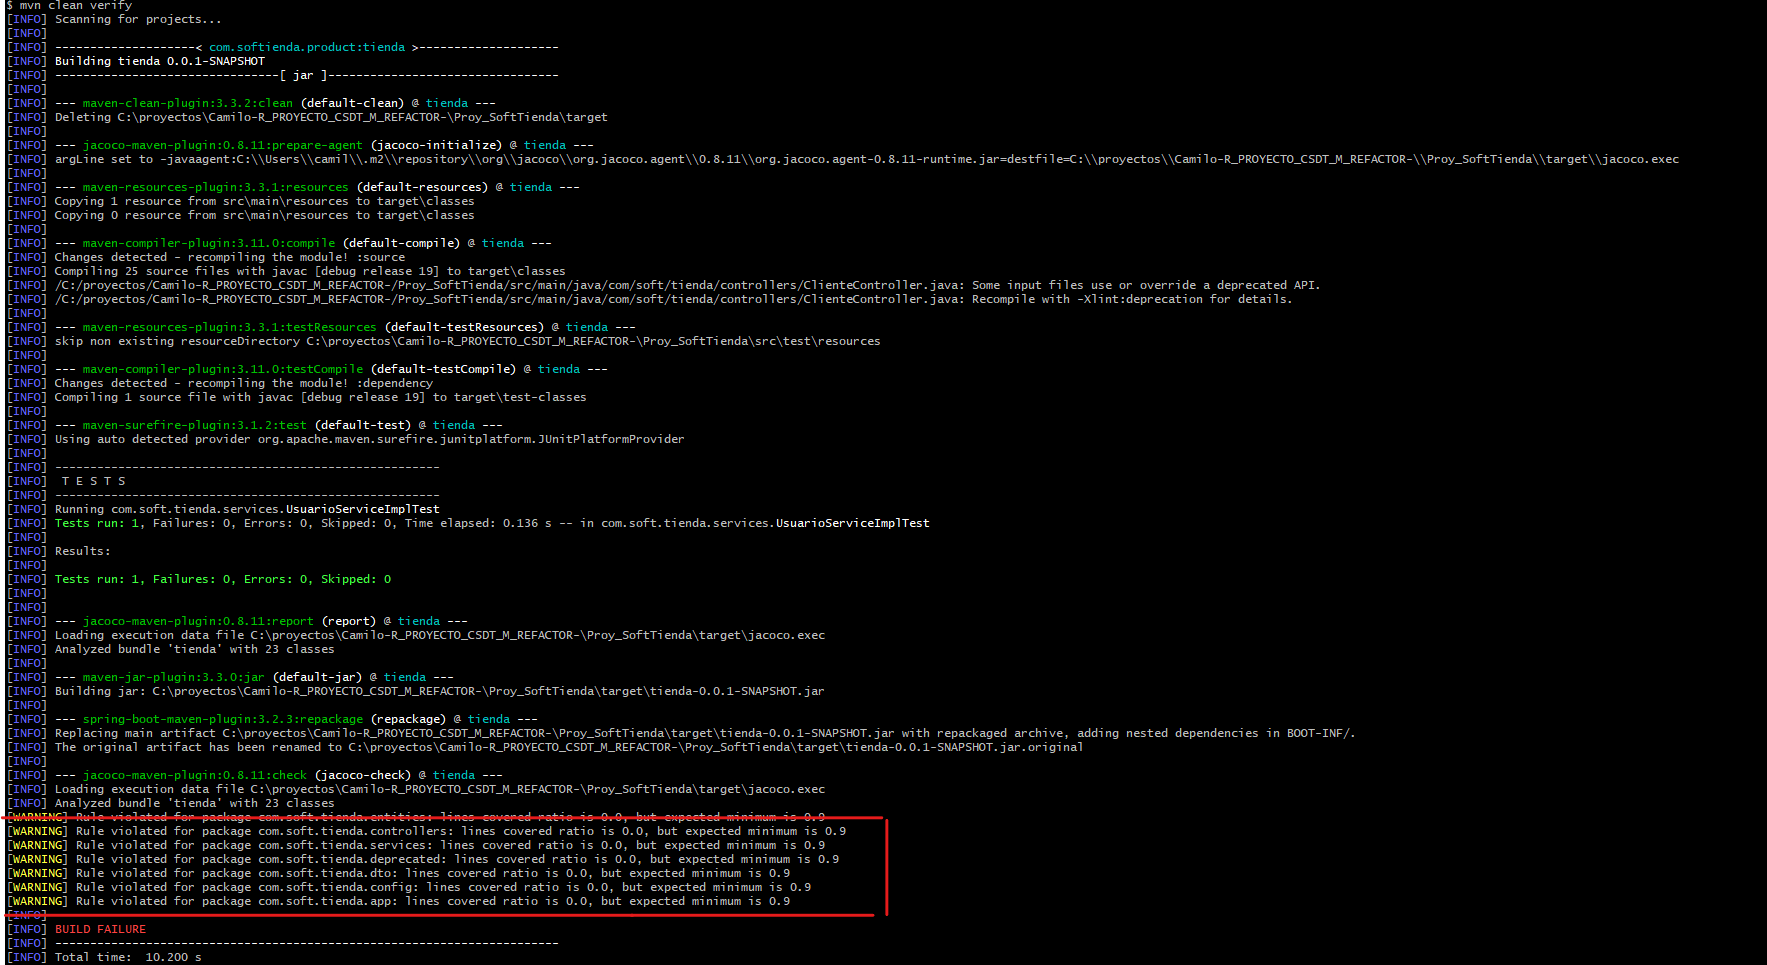 $ mvn clean verify
[INFO] Scanning for projects...
[INFO]
[INFO] --------------------< com.softienda.product:tienda >--------------------
[INFO] Building tienda 0.0.1-SNAPSHOT
[INFO] --------------------------------[ jar ]---------------------------------
[INFO]
[INFO] --- maven-clean-plugin:3.3.2:clean (default-clean) @ tienda ---
[INFO] Deleting C:\proyectos\Camilo-R_PROYECTO_CSDT_M_REFACTOR-\Proy_SoftTienda\target
[INFO]
[INFO] --- jacoco-maven-plugin:0.8.11:prepare-agent (jacoco-initialize) @ tienda ---
[INFO] argLine set to -javaagent:C:\\Users\\camil\\.m2\\repository\\org\\jacoco\\org.jacoco.agent\\0.8.11\\org.jacoco.agent-0.8.11-runtime.jar=destfile=C:\\proyectos\\Camilo-R_PROYECTO_CSDT_M_REFACTOR-\\Proy_SoftTienda\\target\\jacoco.exec
[INFO]
[INFO] --- maven-resources-plugin:3.3.1:resources (default-resources) @ tienda ---
[INFO] Copying 1 resource from src\main\resources to target\classes
[INFO] Copying 0 resource from src\main\resources to target\classes
[INFO]
[INFO] --- maven-compiler-plugin:3.11.0:compile (default-compile) @ tienda ---
[INFO] Changes detected - recompiling the module! :source
[INFO] Compiling 25 source files with javac [debug release 19] to target\classes
[INFO] /C:/proyectos/Camilo-R_PROYECTO_CSDT_M_REFACTOR-/Proy_SoftTienda/src/main/java/com/soft/tienda/controllers/ClienteController.java: Some input files use or override a deprecated API.
[INFO] /C:/proyectos/Camilo-R_PROYECTO_CSDT_M_REFACTOR-/Proy_SoftTienda/src/main/java/com/soft/tienda/controllers/ClienteController.java: Recompile with -Xlint:deprecation for details.
[INFO]
[INFO] --- maven-resources-plugin:3.3.1:testResources (default-testResources) @ tienda ---
[INFO] skip non existing resourceDirectory C:\proyectos\Camilo-R_PROYECTO_CSDT_M_REFACTOR-\Proy_SoftTienda\src\test\resources
[INFO]
[INFO] --- maven-compiler-plugin:3.11.0:testCompile (default-testCompile) @ tienda ---
[INFO] Changes detected - recompiling the module! :dependency
[INFO] Compiling 1 source file with javac [debug release 19] to target\test-classes
[INFO]
[INFO] --- maven-surefire-plugin:3.1.2:test (default-test) @ tienda ---
[INFO] Using auto detected provider org.apache.maven.surefire.junitplatform.JUnitPlatformProvider
[INFO]
[INFO] -------------------------------------------------------
[INFO]  T E S T S
[INFO] -------------------------------------------------------
[INFO] Running com.soft.tienda.services.UsuarioServiceImplTest
[INFO] Tests run: 1, Failures: 0, Errors: 0, Skipped: 0, Time elapsed: 0.136 s -- in com.soft.tienda.services.UsuarioServiceImplTest
[INFO]
[INFO] Results:
[INFO]
[INFO] Tests run: 1, Failures: 0, Errors: 0, Skipped: 0
[INFO]
[INFO]
[INFO] --- jacoco-maven-plugin:0.8.11:report (report) @ tienda ---
[INFO] Loading execution data file C:\proyectos\Camilo-R_PROYECTO_CSDT_M_REFACTOR-\Proy_SoftTienda\target\jacoco.exec
[INFO] Analyzed bundle 'tienda' with 23 classes
[INFO]
[INFO] --- maven-jar-plugin:3.3.0:jar (default-jar) @ tienda ---
[INFO] Building jar: C:\proyectos\Camilo-R_PROYECTO_CSDT_M_REFACTOR-\Proy_SoftTienda\target\tienda-0.0.1-SNAPSHOT.jar
[INFO]
[INFO] --- spring-boot-maven-plugin:3.2.3:repackage (repackage) @ tienda ---
[INFO] Replacing main artifact C:\proyectos\Camilo-R_PROYECTO_CSDT_M_REFACTOR-\Proy_SoftTienda\target\tienda-0.0.1-SNAPSHOT.jar with repackaged archive, adding nested dependencies in BOOT-INF/.
[INFO] The original artifact has been renamed to C:\proyectos\Camilo-R_PROYECTO_CSDT_M_REFACTOR-\Proy_SoftTienda\target\tienda-0.0.1-SNAPSHOT.jar.original
[INFO]
[INFO] --- jacoco-maven-plugin:0.8.11:check (jacoco-check) @ tienda ---
[INFO] Loading execution data file C:\proyectos\Camilo-R_PROYECTO_CSDT_M_REFACTOR-\Proy_SoftTienda\target\jacoco.exec
[INFO] Analyzed bundle 'tienda' with 23 classes
[WARNING] Rule violated for package com.soft.tienda.entities: lines covered ratio is 0.0, but expected minimum is 0.9
[WARNING] Rule violated for package com.soft.tienda.controllers: lines covered ratio is 0.0, but expected minimum is 0.9
[WARNING] Rule violated for package com.soft.tienda.services: lines covered ratio is 0.0, but expected minimum is 0.9
[WARNING] Rule violated for package com.soft.tienda.deprecated: lines covered ratio is 0.0, but expected minimum is 0.9
[WARNING] Rule violated for package com.soft.tienda.dto: lines covered ratio is 0.0, but expected minimum is 0.9
[WARNING] Rule violated for package com.soft.tienda.config: lines covered ratio is 0.0, but expected minimum is 0.9
[WARNING] Rule violated for package com.soft.tienda.app: lines covered ratio is 0.0, but expected minimum is 0.9
[INFO]
[INFO] BUILD FAILURE
[INFO] ------------------------------------------------------------------------
[INFO] Total time:  10.200 s